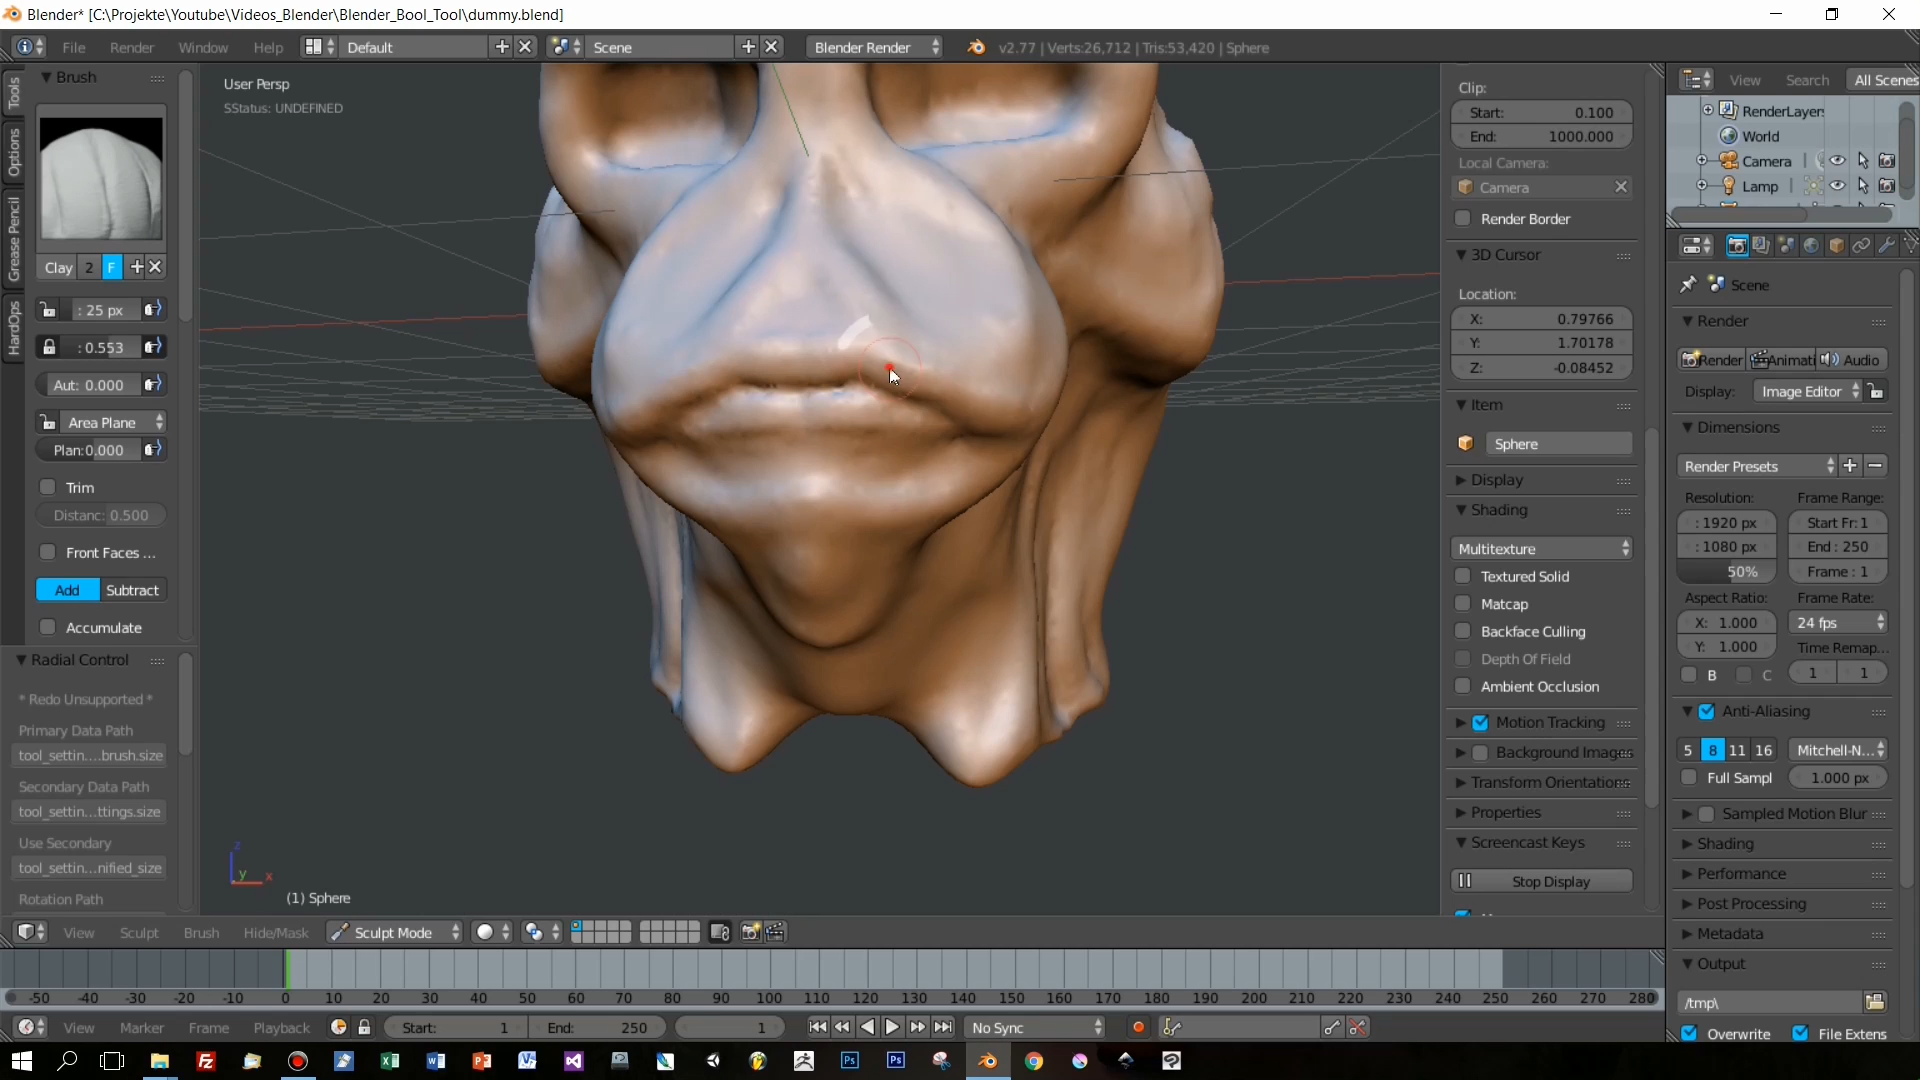 Blender* [C:\Projekte\Youtube\Videos_Blender\Blender_Bool_Tool\dummy.blend]
File Render Window Help Default Scene Blender Render v2.77 | Verts:26,712 | Tris:53,420 | Sphere
Tools
Options
Grease Pencil
HardOps
Brush
Clay 2 F
: 25 px
: 0.553
Aut: 0.000
Area Plane
Plan:0.000
Trim
Distanc: 0.500
Front Faces ...
Add Subtract
Accumulate
Radial Control
* Redo Unsupported *
Primary Data Path
tool_settin....brush.size
Secondary Data Path
tool_settin...ttings.size
Use Secondary
tool_settin...nified_size
Rotation Path
User Persp
SStatus: UNDEFINED
z
y x
(1) Sphere
Clip:
Start: 0.100
End: 1000.000
Local Camera:
Camera
Render Border
3D Cursor
Location:
X: 0.79766
Y: 1.70178
Z: -0.08452
Item
Sphere
Display
Shading
Multitexture
Textured Solid
Matcap
Backface Culling
Depth Of Field
Ambient Occlusion
Motion Tracking
Background Images
Transform Orientations
Properties
Screencast Keys
Stop Display
View Search All Scenes
RenderLayers
World
Camera
Lamp
Scene
Render
Render Animati Audio
Display: Image Editor
Dimensions
Render Presets
Resolution: Frame Range:
: 1920 px Start Fr: 1
: 1080 px End : 250
50% Frame : 1
Aspect Ratio: Frame Rate:
X: 1.000 24 fps
Y: 1.000 Time Remap...
B C 1 1
Anti-Aliasing
5 8 11 16 Mitchell-N...
Full Sampl 1.000 px
Sampled Motion Blur
Shading
Performance
Post Processing
Metadata
Output
/tmp\
Overwrite File Extens
View Sculpt Brush Hide/Mask Sculpt Mode
-50 -40 -30 -20 -10 0 10 20 30 40 50 60 70 80 90 100 110 120 130 140 150 160 170 180 190 200 210 220 230 240 250 260 270 280
View Marker Frame Playback Start: 1 End: 250 1 No Sync